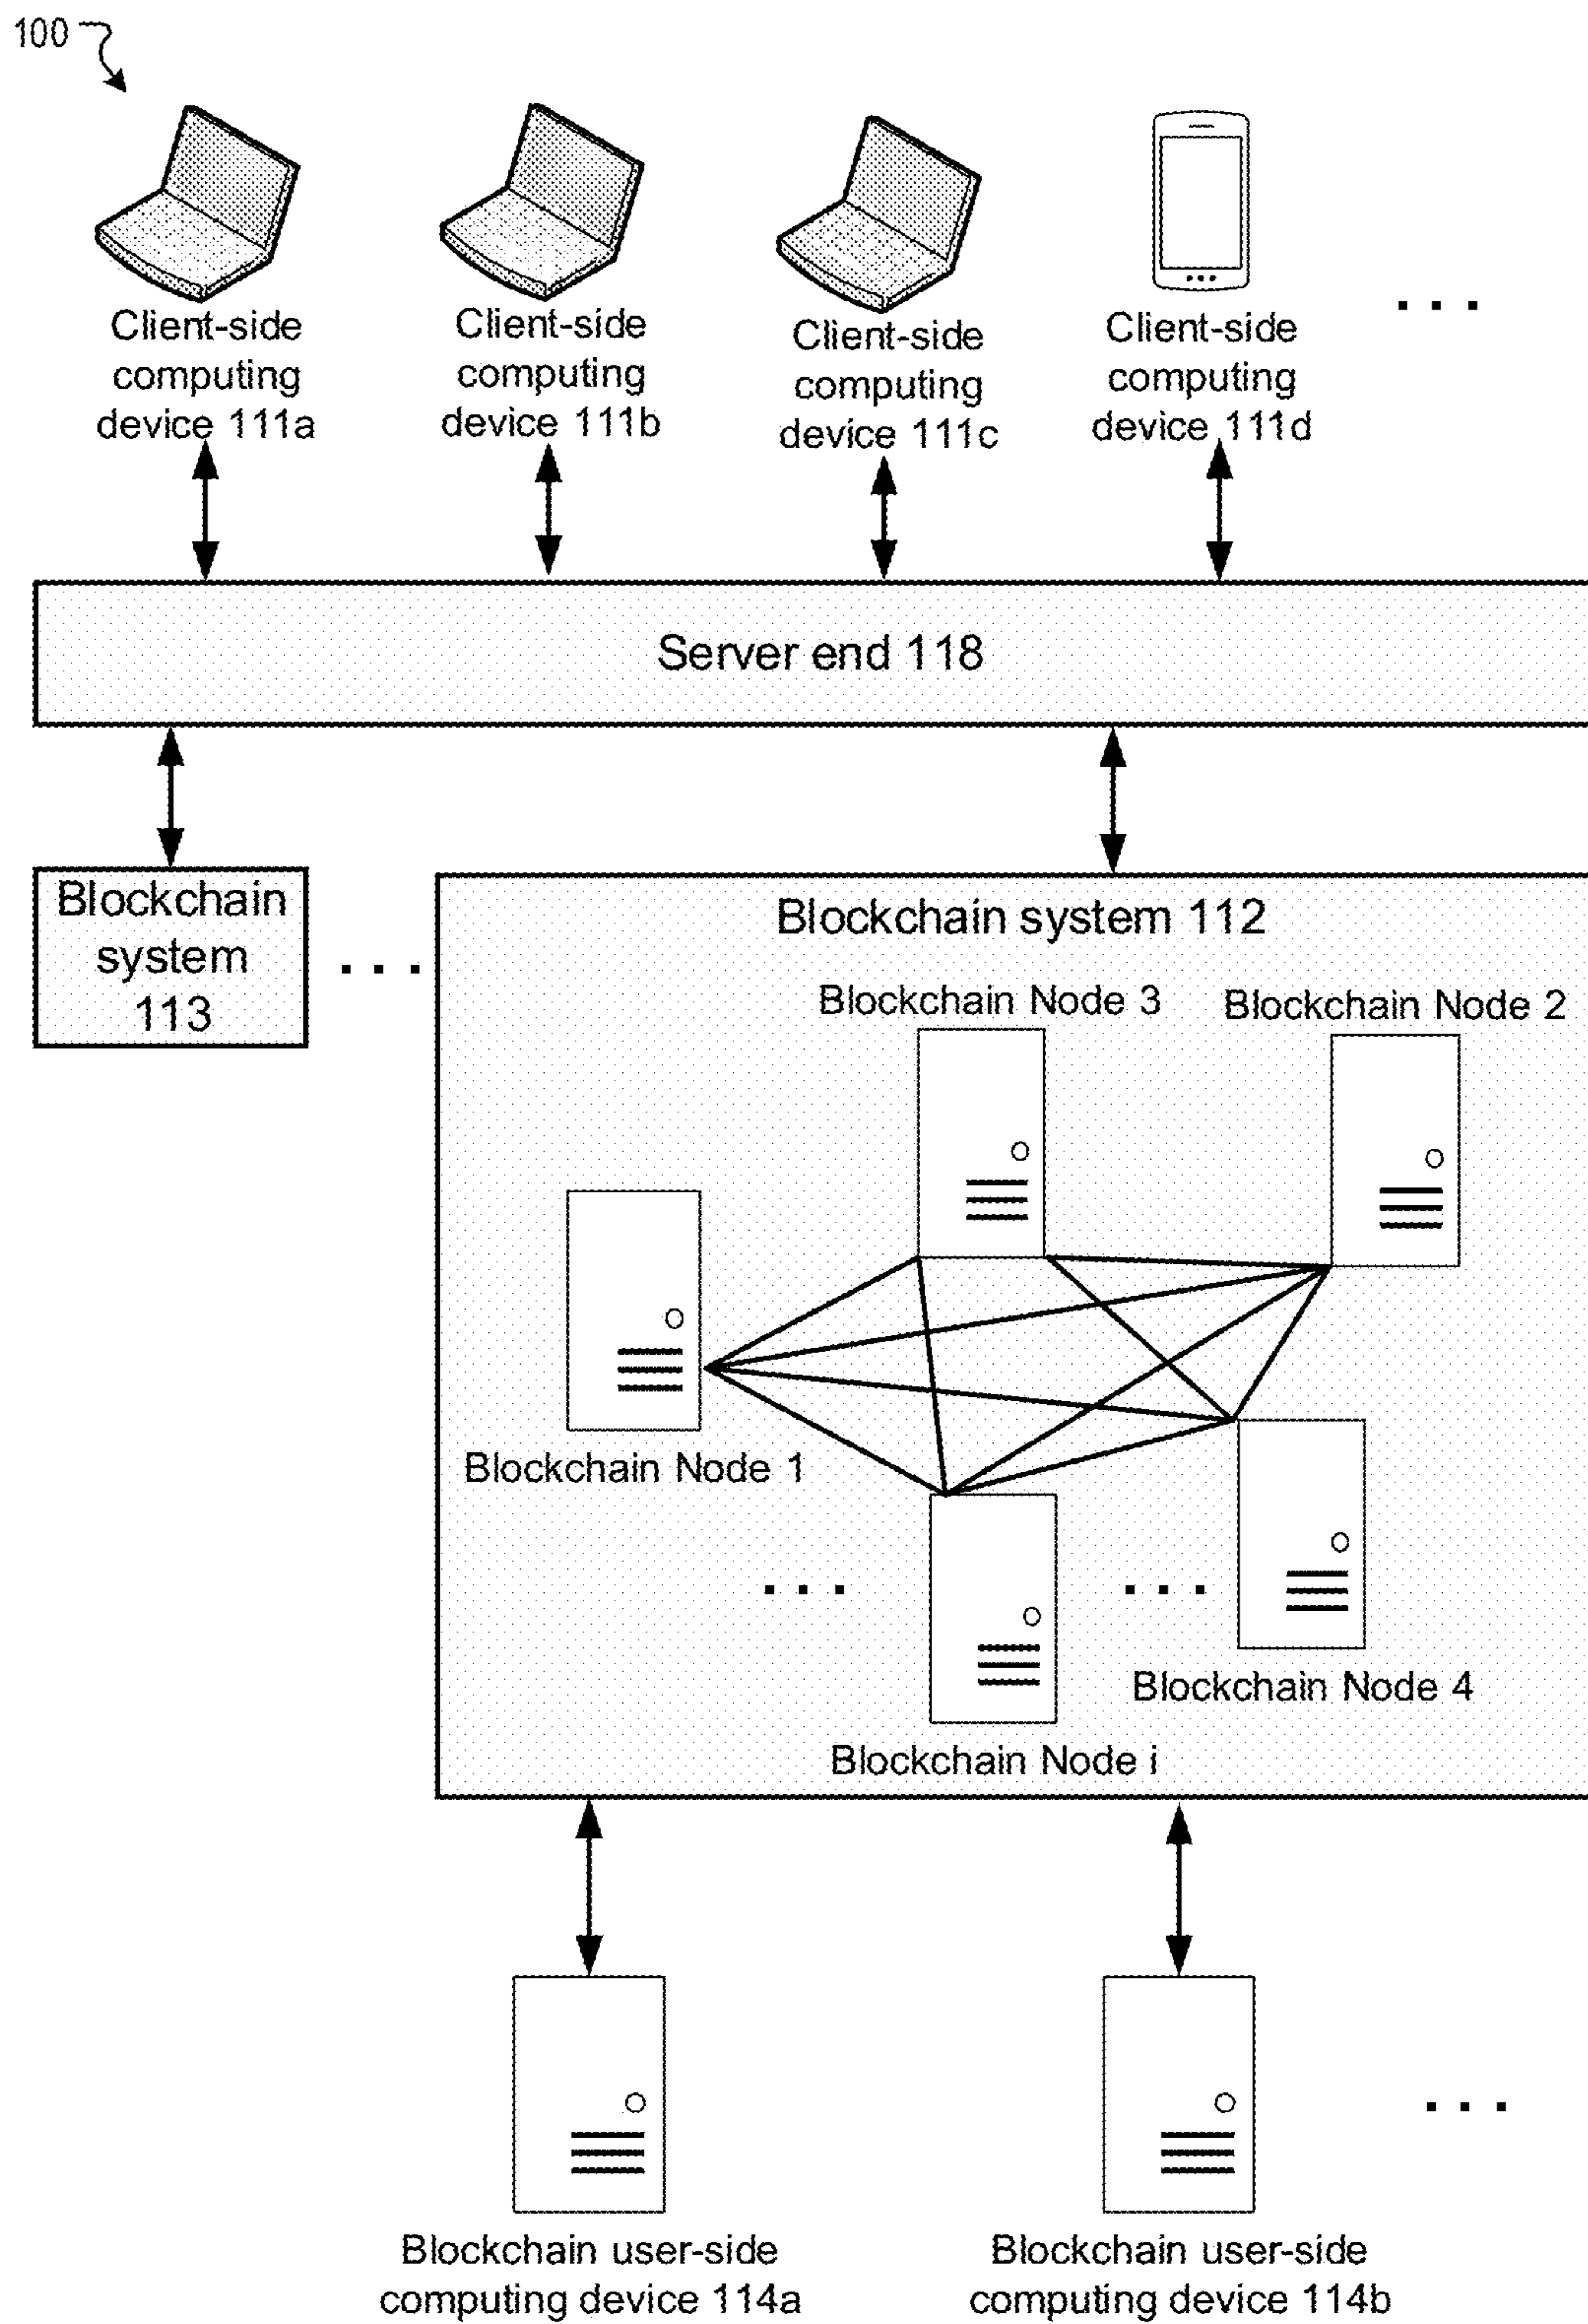 100
Client-side
computing
device 111a
Client-side
computing
device 111b
Client-side
computing
device 111c
Client-side
computing
device 111d
. . .
Server end 118
Blockchain
system
113
. . .
Blockchain system 112
Blockchain Node 3
Blockchain Node 2
Blockchain Node 1
. . .
. . .
Blockchain Node 4
Blockchain Node i
. . .
Blockchain user-side
computing device 114a
Blockchain user-side
computing device 114b